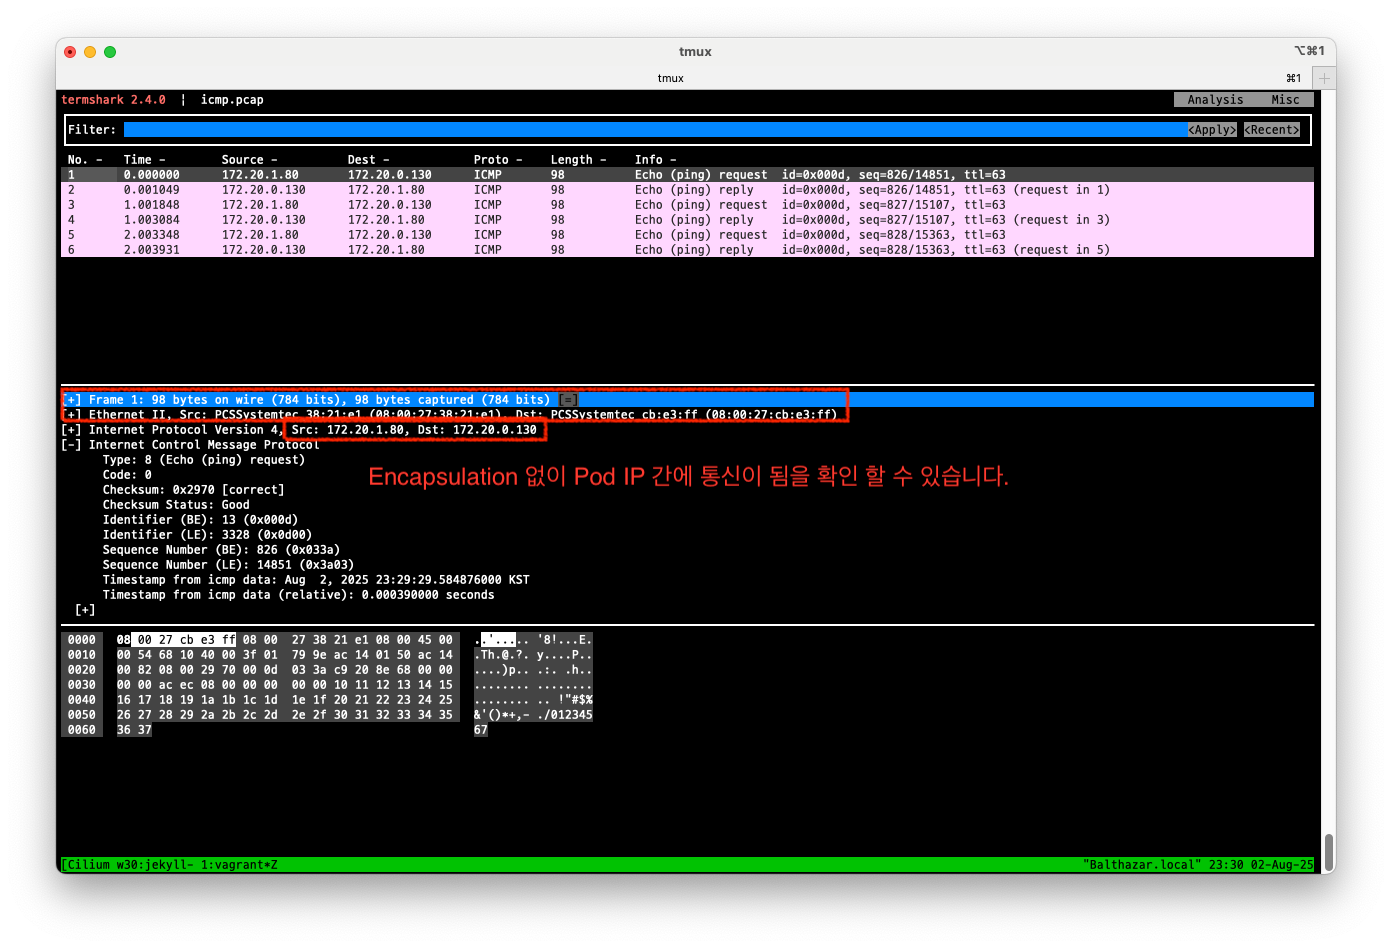 tmux
⌥⌘1
tmux
⌘1
termshark 2.4.0 | icmp.pcap
Analysis Misc
Filter: <Apply> <Recent>
No. - Time - Source - Dest - Proto - Length - Info -
1 0.000000 172.20.1.80 172.20.0.130 ICMP 98 Echo (ping) request id=0x000d, seq=826/14851, ttl=63
2 0.001049 172.20.0.130 172.20.1.80 ICMP 98 Echo (ping) reply id=0x000d, seq=826/14851, ttl=63 (request in 1)
3 1.001848 172.20.1.80 172.20.0.130 ICMP 98 Echo (ping) request id=0x000d, seq=827/15107, ttl=63
4 1.003084 172.20.0.130 172.20.1.80 ICMP 98 Echo (ping) reply id=0x000d, seq=827/15107, ttl=63 (request in 3)
5 2.003348 172.20.1.80 172.20.0.130 ICMP 98 Echo (ping) request id=0x000d, seq=828/15363, ttl=63
6 2.003931 172.20.0.130 172.20.1.80 ICMP 98 Echo (ping) reply id=0x000d, seq=828/15363, ttl=63 (request in 5)
[+] Frame 1: 98 bytes on wire (784 bits), 98 bytes captured (784 bits) [=]
[+] Ethernet II, Src: PCSSystemtec_38:21:e1 (08:00:27:38:21:e1), Dst: PCSSystemtec_cb:e3:ff (08:00:27:cb:e3:ff)
[+] Internet Protocol Version 4, Src: 172.20.1.80, Dst: 172.20.0.130
[-] Internet Control Message Protocol
Type: 8 (Echo (ping) request)
Code: 0
Checksum: 0x2970 [correct]
Checksum Status: Good
Identifier (BE): 13 (0x000d)
Identifier (LE): 3328 (0x0d00)
Sequence Number (BE): 826 (0x033a)
Sequence Number (LE): 14851 (0x3a03)
Timestamp from icmp data: Aug  2, 2025 23:29:29.584876000 KST
Timestamp from icmp data (relative): 0.000390000 seconds
[+]
Encapsulation 없이 Pod IP 간에 통신이 됨을 확인 할 수 있습니다.
0000 08 00 27 cb e3 ff 08 00 27 38 21 e1 08 00 45 00 ..'..... '8!...E.
0010 00 54 68 10 40 00 3f 01 79 9e ac 14 01 50 ac 14 .Th.@.?. y....P..
0020 00 82 08 00 29 70 00 0d 03 3a c9 20 8e 68 00 00 ....)p.. .:. .h..
0030 00 00 ac ec 08 00 00 00 00 00 10 11 12 13 14 15 ........ ........
0040 16 17 18 19 1a 1b 1c 1d 1e 1f 20 21 22 23 24 25 ........ .. !"#$%
0050 26 27 28 29 2a 2b 2c 2d 2e 2f 30 31 32 33 34 35 &'()*+,- ./012345
0060 36 37 67
[Cilium_w30:jekyll- 1:vagrant*Z "Balthazar.local" 23:30 02-Aug-25